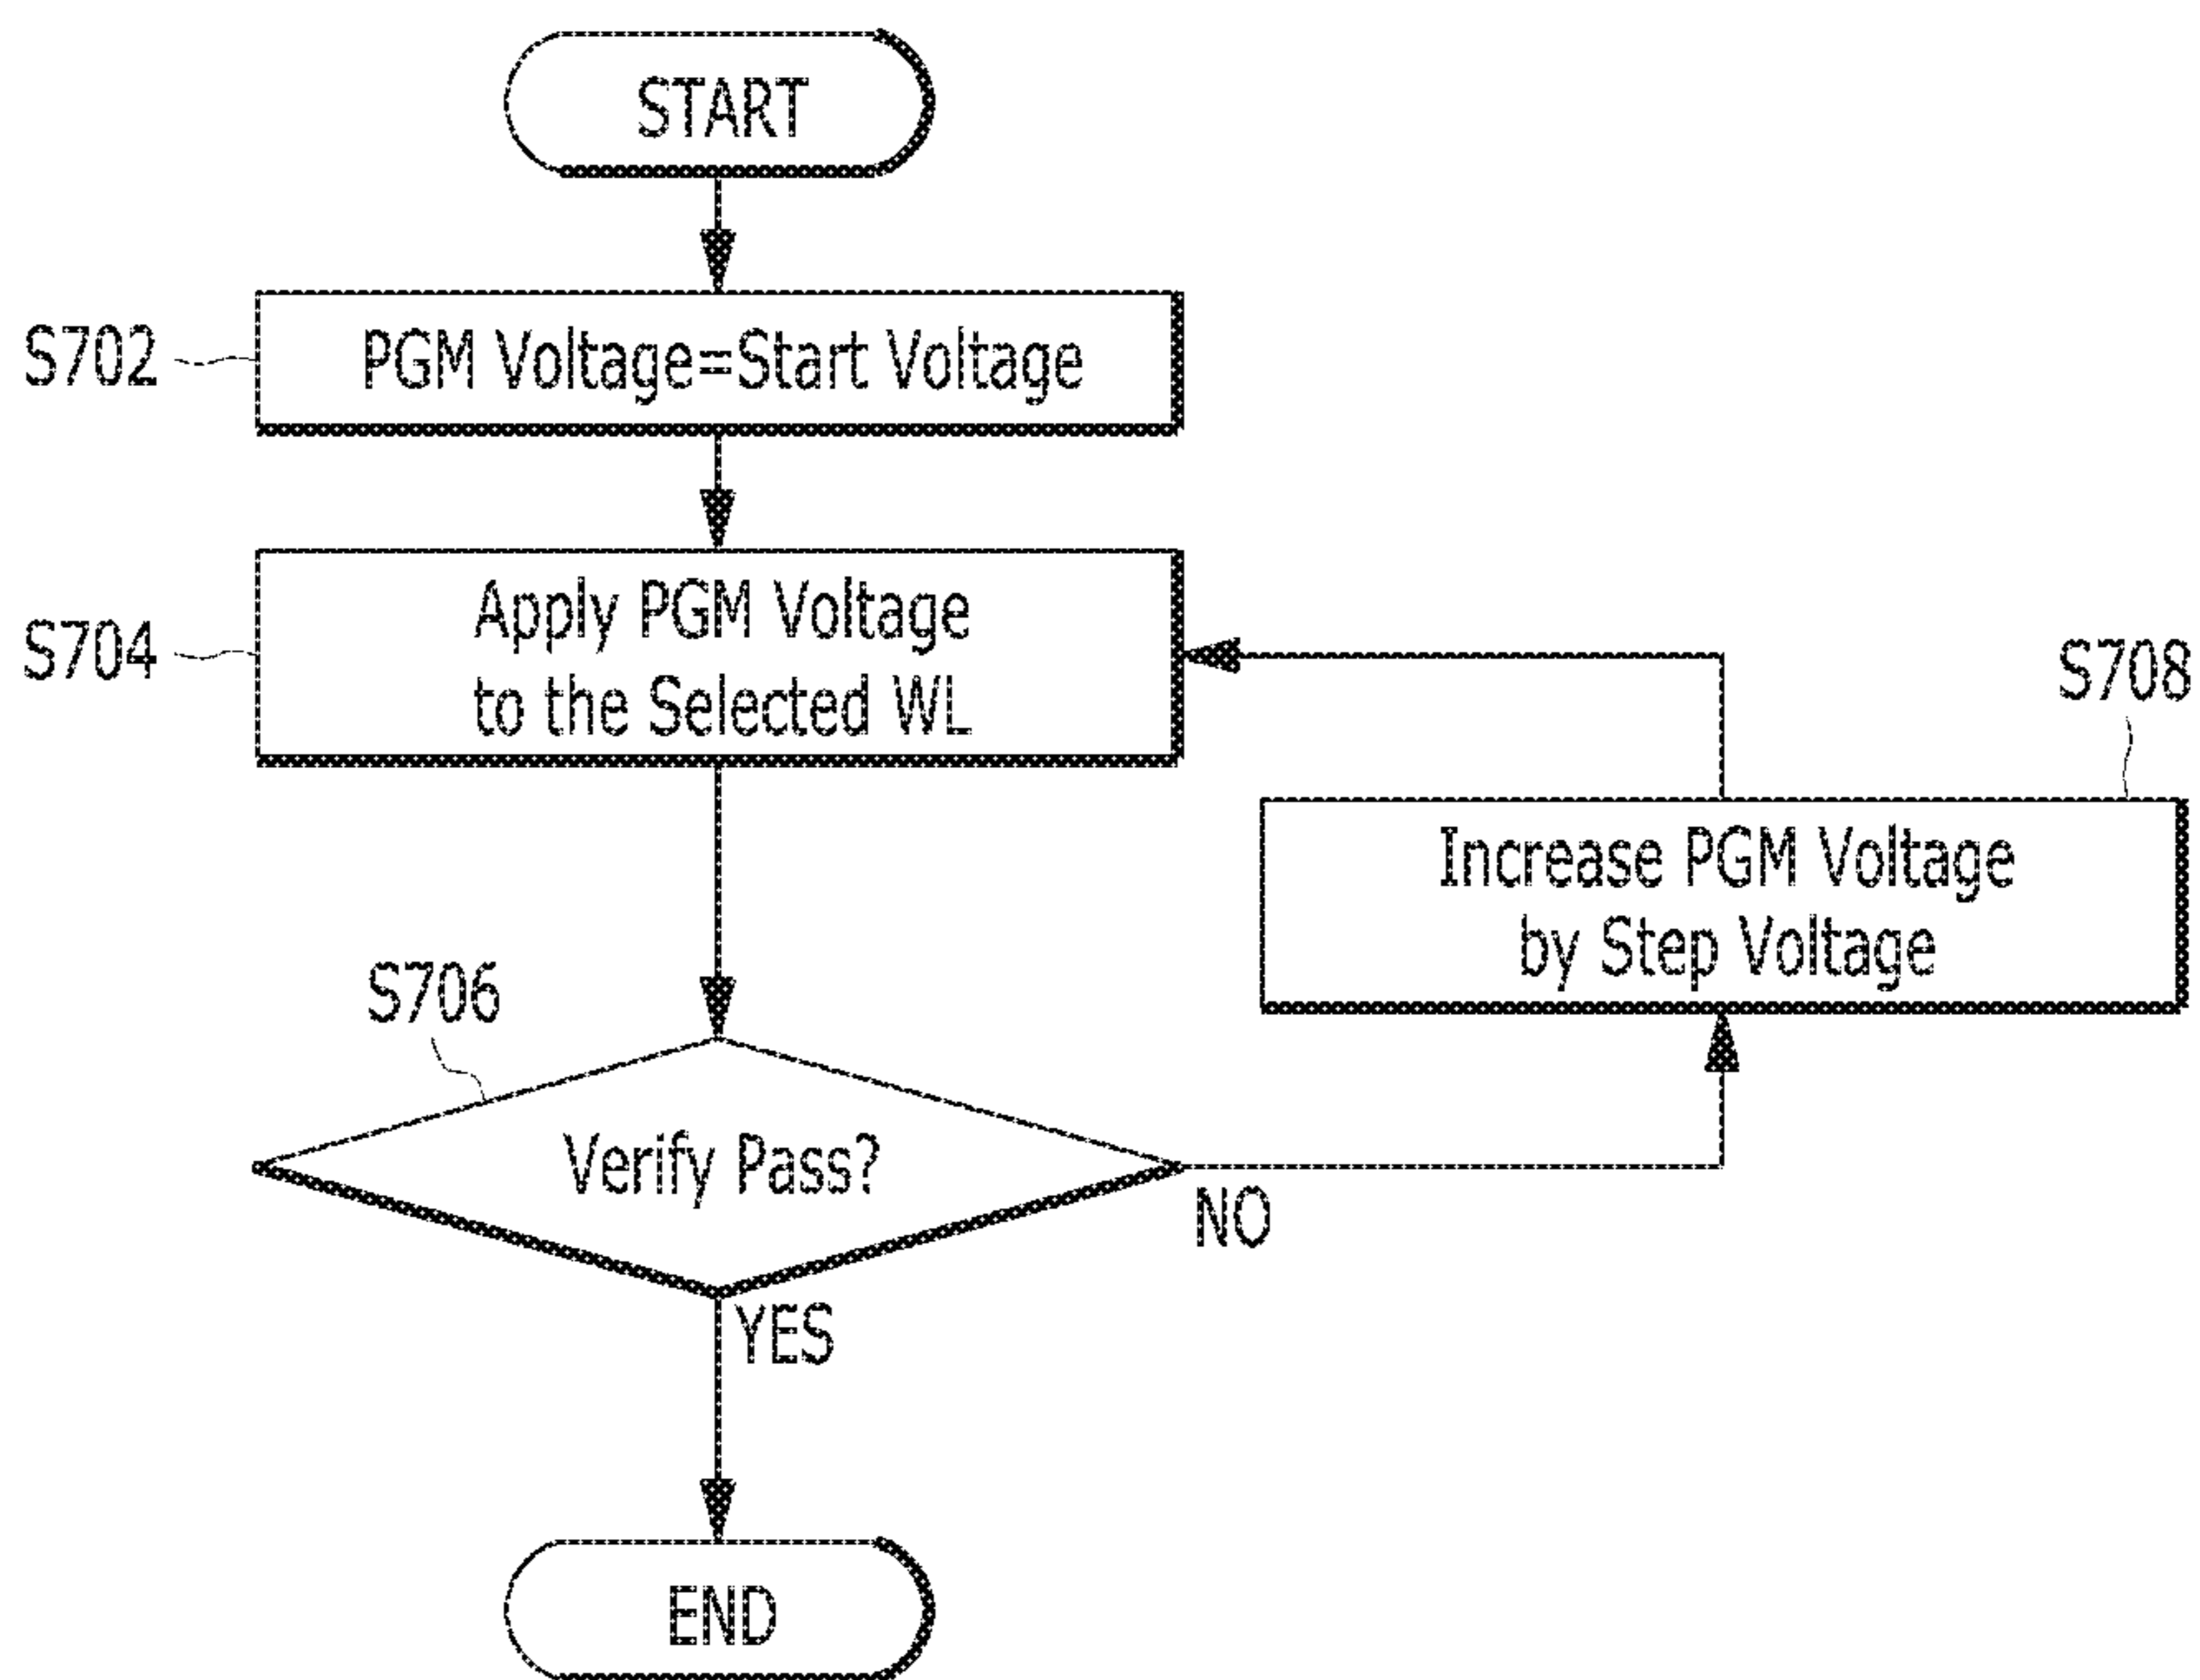 START
S702
PGM Voltage=Start Voltage
S704
Apply PGM Voltage
to the Selected WL
S708
Increase PGM Voltage
by Step Voltage
S706
Verify Pass?
NO
YES
END